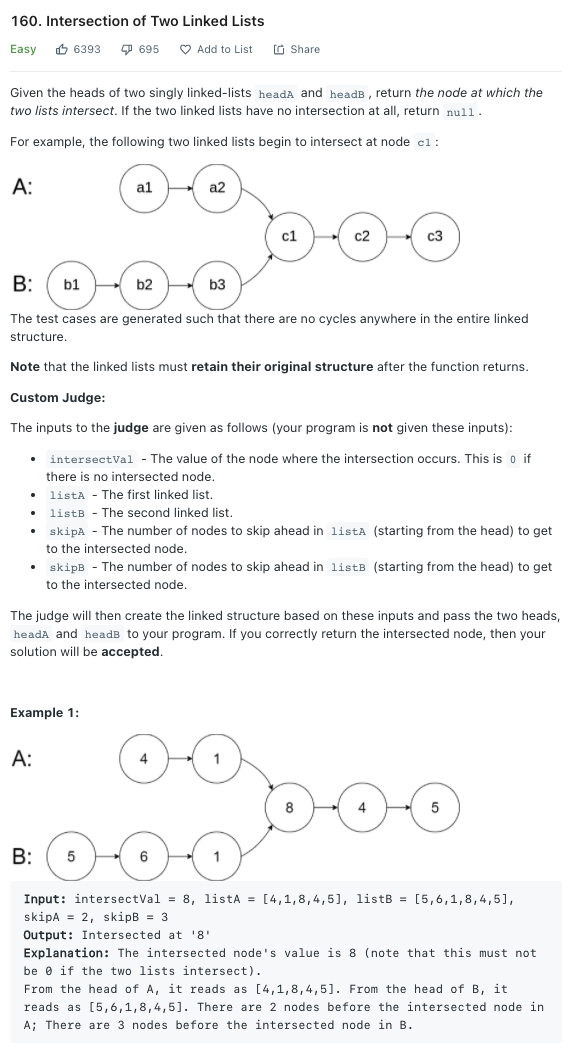 160. Intersection of Two Linked Lists
Easy 6393 695 Add to List Share
Given the heads of two singly linked-lists headA and headB, return the node at which the
two lists intersect. If the two linked lists have no intersection at all, return null.
For example, the following two linked lists begin to intersect at node c1:
A: a1 a2
c1 c2 c3
B: b1 b2 b3
The test cases are generated such that there are no cycles anywhere in the entire linked
structure.
Note that the linked lists must retain their original structure after the function returns.
Custom Judge:
The inputs to the judge are given as follows (your program is not given these inputs):
• intersectVal - The value of the node where the intersection occurs. This is 0 if
there is no intersected node.
• listA - The first linked list.
• listB - The second linked list.
• skipA - The number of nodes to skip ahead in listA (starting from the head) to get
to the intersected node.
• skipB - The number of nodes to skip ahead in listB (starting from the head) to get
to the intersected node.
The judge will then create the linked structure based on these inputs and pass the two heads,
headA and headB to your program. If you correctly return the intersected node, then your
solution will be accepted.
Example 1:
A: 4 1
8 4 5
B: 5 6 1
Input: intersectVal = 8, listA = [4,1,8,4,5], listB = [5,6,1,8,4,5],
skipA = 2, skipB = 3
Output: Intersected at '8'
Explanation: The intersected node's value is 8 (note that this must not
be 0 if the two lists intersect).
From the head of A, it reads as [4,1,8,4,5]. From the head of B, it
reads as [5,6,1,8,4,5]. There are 2 nodes before the intersected node in
A; There are 3 nodes before the intersected node in B.